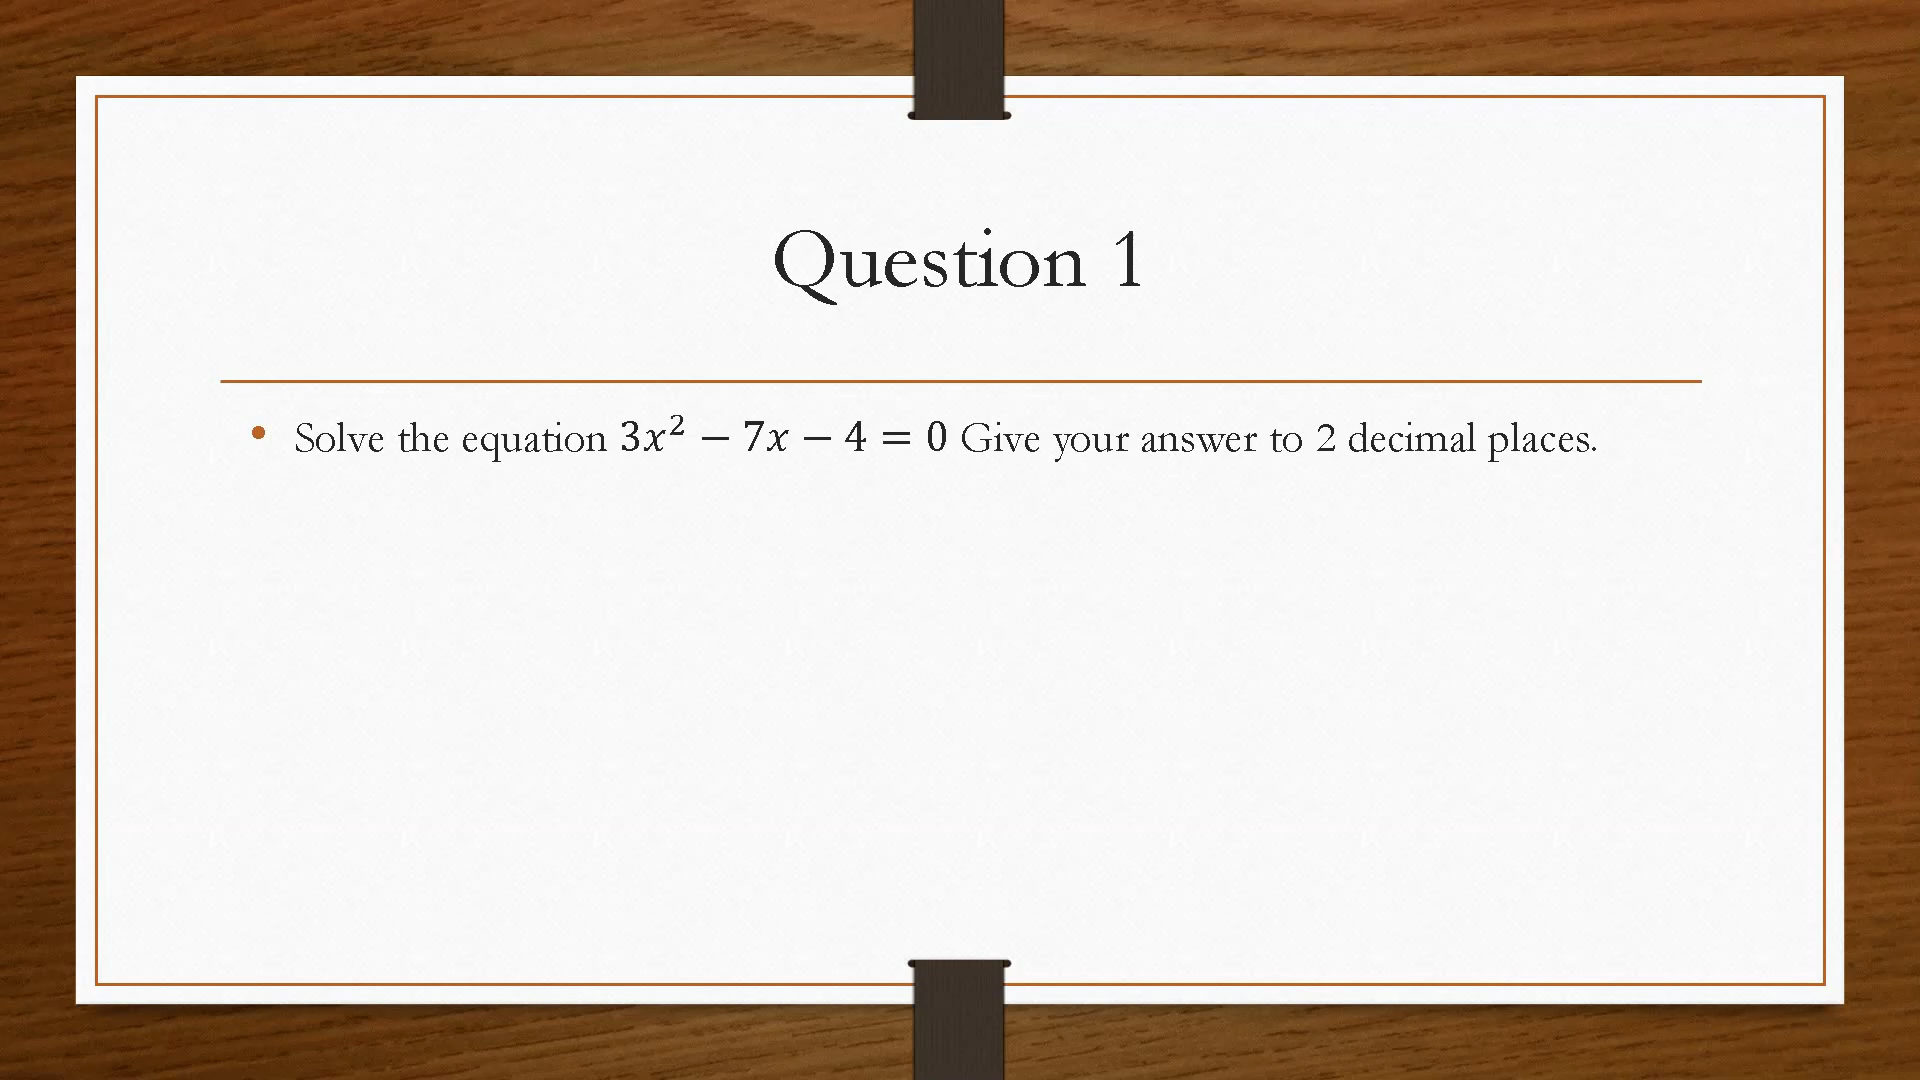 Question 1
• Solve the equation 3x² − 7x − 4 = 0 Give your answer to 2 decimal places.